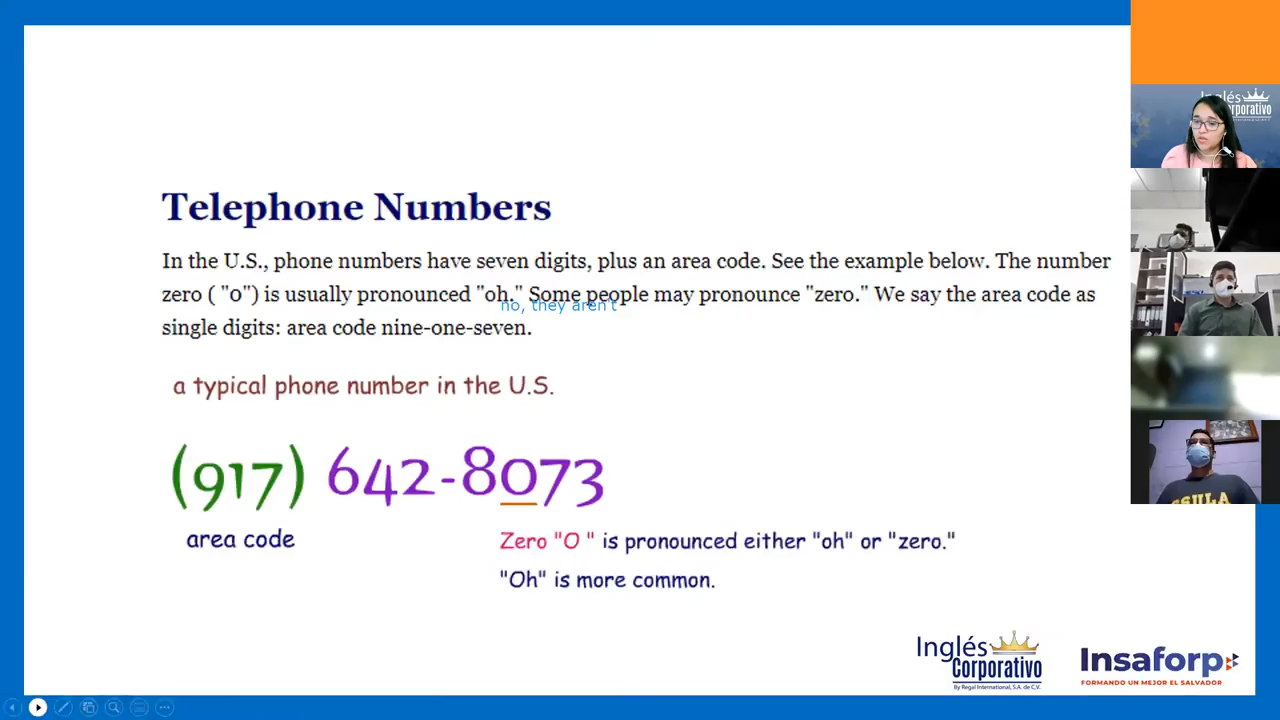 Telephone Numbers
In the U.S., phone numbers have seven digits, plus an area code. See the example below. The number
zero ( "0") is usually pronounced "oh." Some people may pronounce "zero." We say the area code as
no, they aren't
single digits: area code nine-one-seven.
a typical phone number in the U.S.
(917) 642-8073
area code
Zero "O " is pronounced either "oh" or "zero."
"Oh" is more common.
Inglés
Corporativo
By Regal International, S.A. de C.V.
Insaforp
FORMANDO UN MEJOR EL SALVADOR
Inglés
orporativo